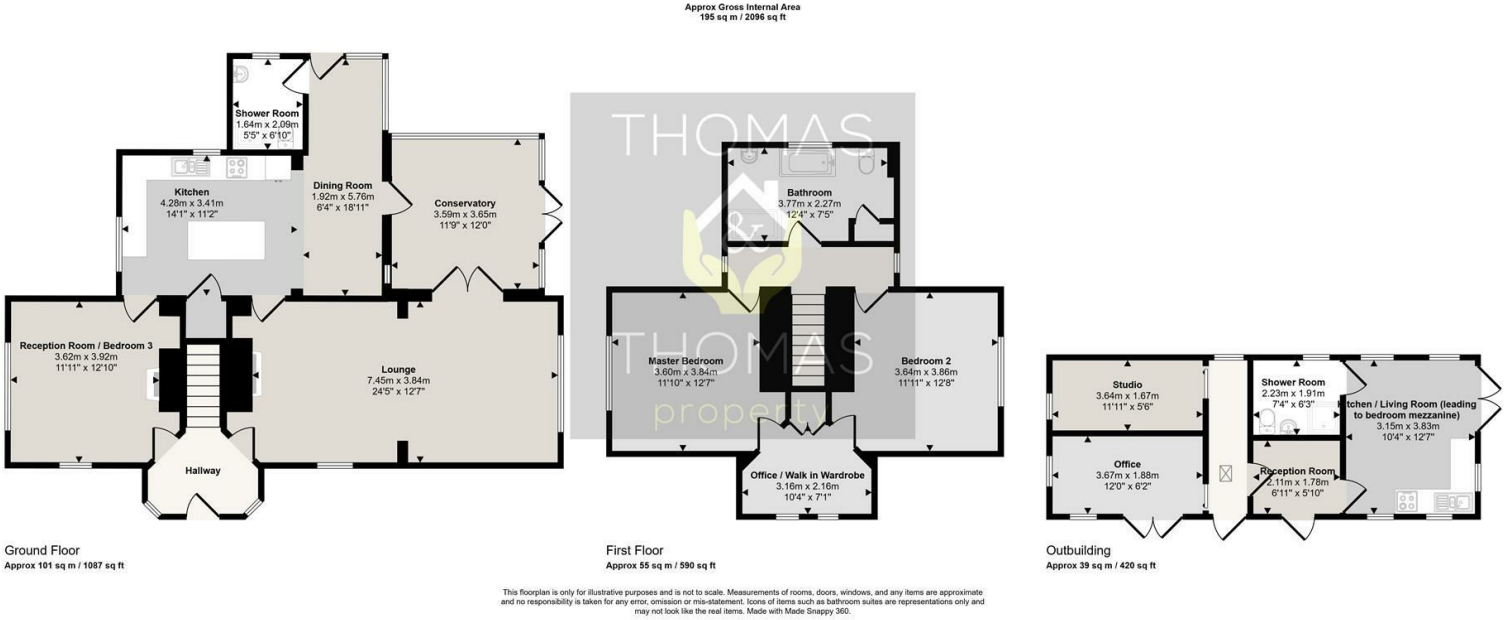 Approx Gross Internal Area
195 sq m / 2096 sq ft
Shower Room
1.64m x 2.09m
5'5" x 6'10"
Kitchen
4.28m x 3.41m
14'1" x 11'2"
Dining Room
1.92m x 5.76m
6'4" x 18'11"
Conservatory
3.59m x 3.65m
11'9" x 12'0"
Reception Room / Bedroom 3
3.62m x 3.92m
11'11" x 12'10"
Lounge
7.45m x 3.84m
24'5" x 12'7"
Hallway
Ground Floor
Approx 101 sq m / 1087 sq ft
THOMAS
&
THOMAS
property
Bathroom
3.77m x 2.27m
12'4" x 7'5"
Master Bedroom
3.60m x 3.84m
11'10" x 12'7"
Bedroom 2
3.64m x 3.86m
11'11" x 12'8"
Office / Walk in Wardrobe
3.16m x 2.16m
10'4" x 7'1"
First Floor
Approx 55 sq m / 590 sq ft
Studio
3.64m x 1.67m
11'11" x 5'6"
Shower Room
2.23m x 1.91m
7'4" x 6'3"
Kitchen / Living Room (leading
to bedroom mezzanine)
3.15m x 3.83m
10'4" x 12'7"
Office
3.67m x 1.88m
12'0" x 6'2"
Reception Room
2.11m x 1.78m
6'11" x 5'10"
Outbuilding
Approx 39 sq m / 420 sq ft
This floorplan is only for illustrative purposes and is not to scale. Measurements of rooms, doors, windows, and any items are approximate
and no responsibility is taken for any error, omission or mis-statement. Icons of items such as bathroom suites are representations only and
may not look like the real items. Made with Made Snappy 360.